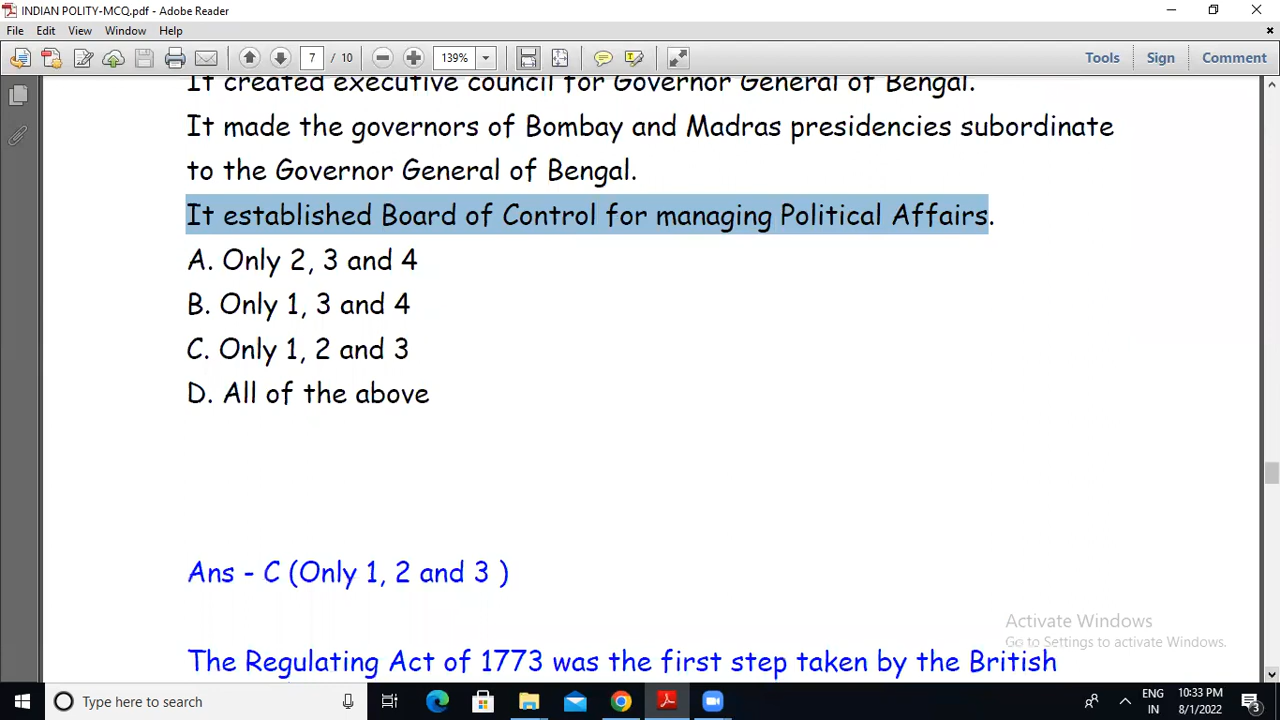 INDIAN POLITY-MCQ.pdf - Adobe Reader
File Edit View Window Help
7 / 10 139% Tools Sign Comment
It created executive council for Governor General of Bengal.
It made the governors of Bombay and Madras presidencies subordinate
to the Governor General of Bengal.
It established Board of Control for managing Political Affairs.
A. Only 2, 3 and 4
B. Only 1, 3 and 4
C. Only 1, 2 and 3
D. All of the above
Ans - C (Only 1, 2 and 3 )
Activate Windows
Go to Settings to activate Windows.
The Regulating Act of 1773 was the first step taken by the British
Type here to search
ENG
IN
10:33 PM
8/1/2022
3